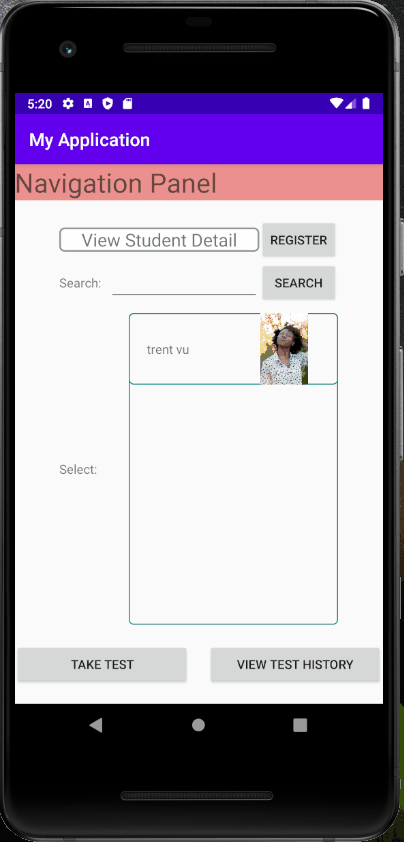 5:20
My Application
Navigation Panel
View Student Detail
REGISTER
Search:
SEARCH
trent vu
Select:
TAKE TEST
VIEW TEST HISTORY